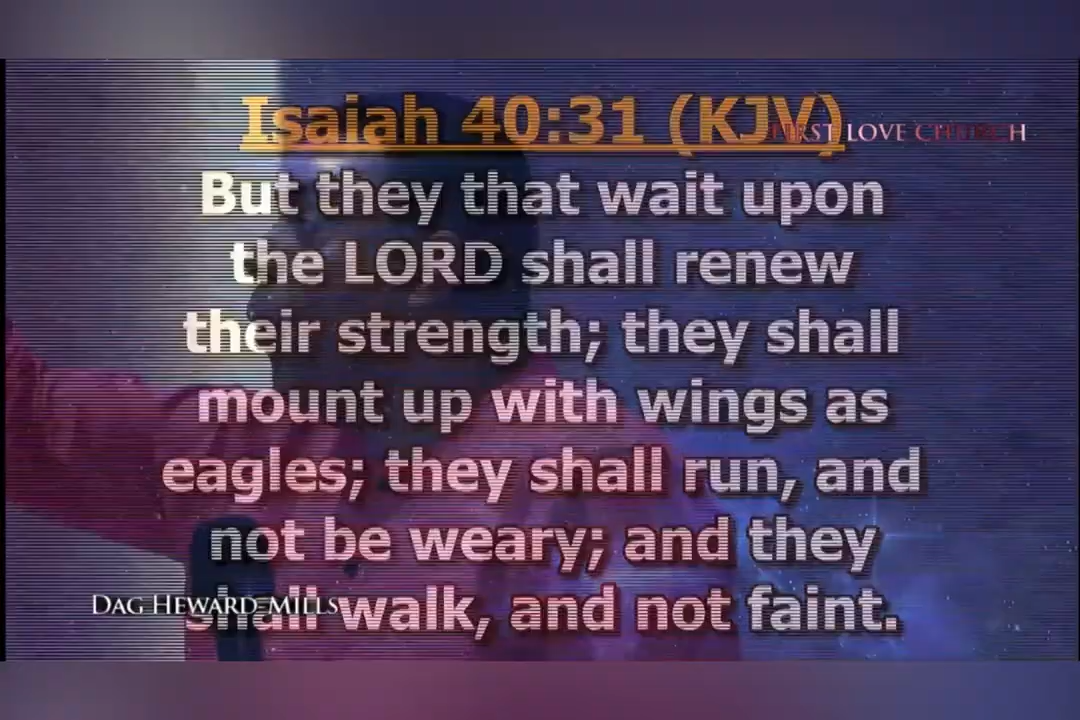 Isaiah 40:31 (KJV)
FIRST LOVE CHURCH
But they that wait upon
the LORD shall renew
their strength; they shall
mount up with wings as
eagles; they shall run, and
not be weary; and they
shall walk, and not faint.
DAG HEWARD-MILLS